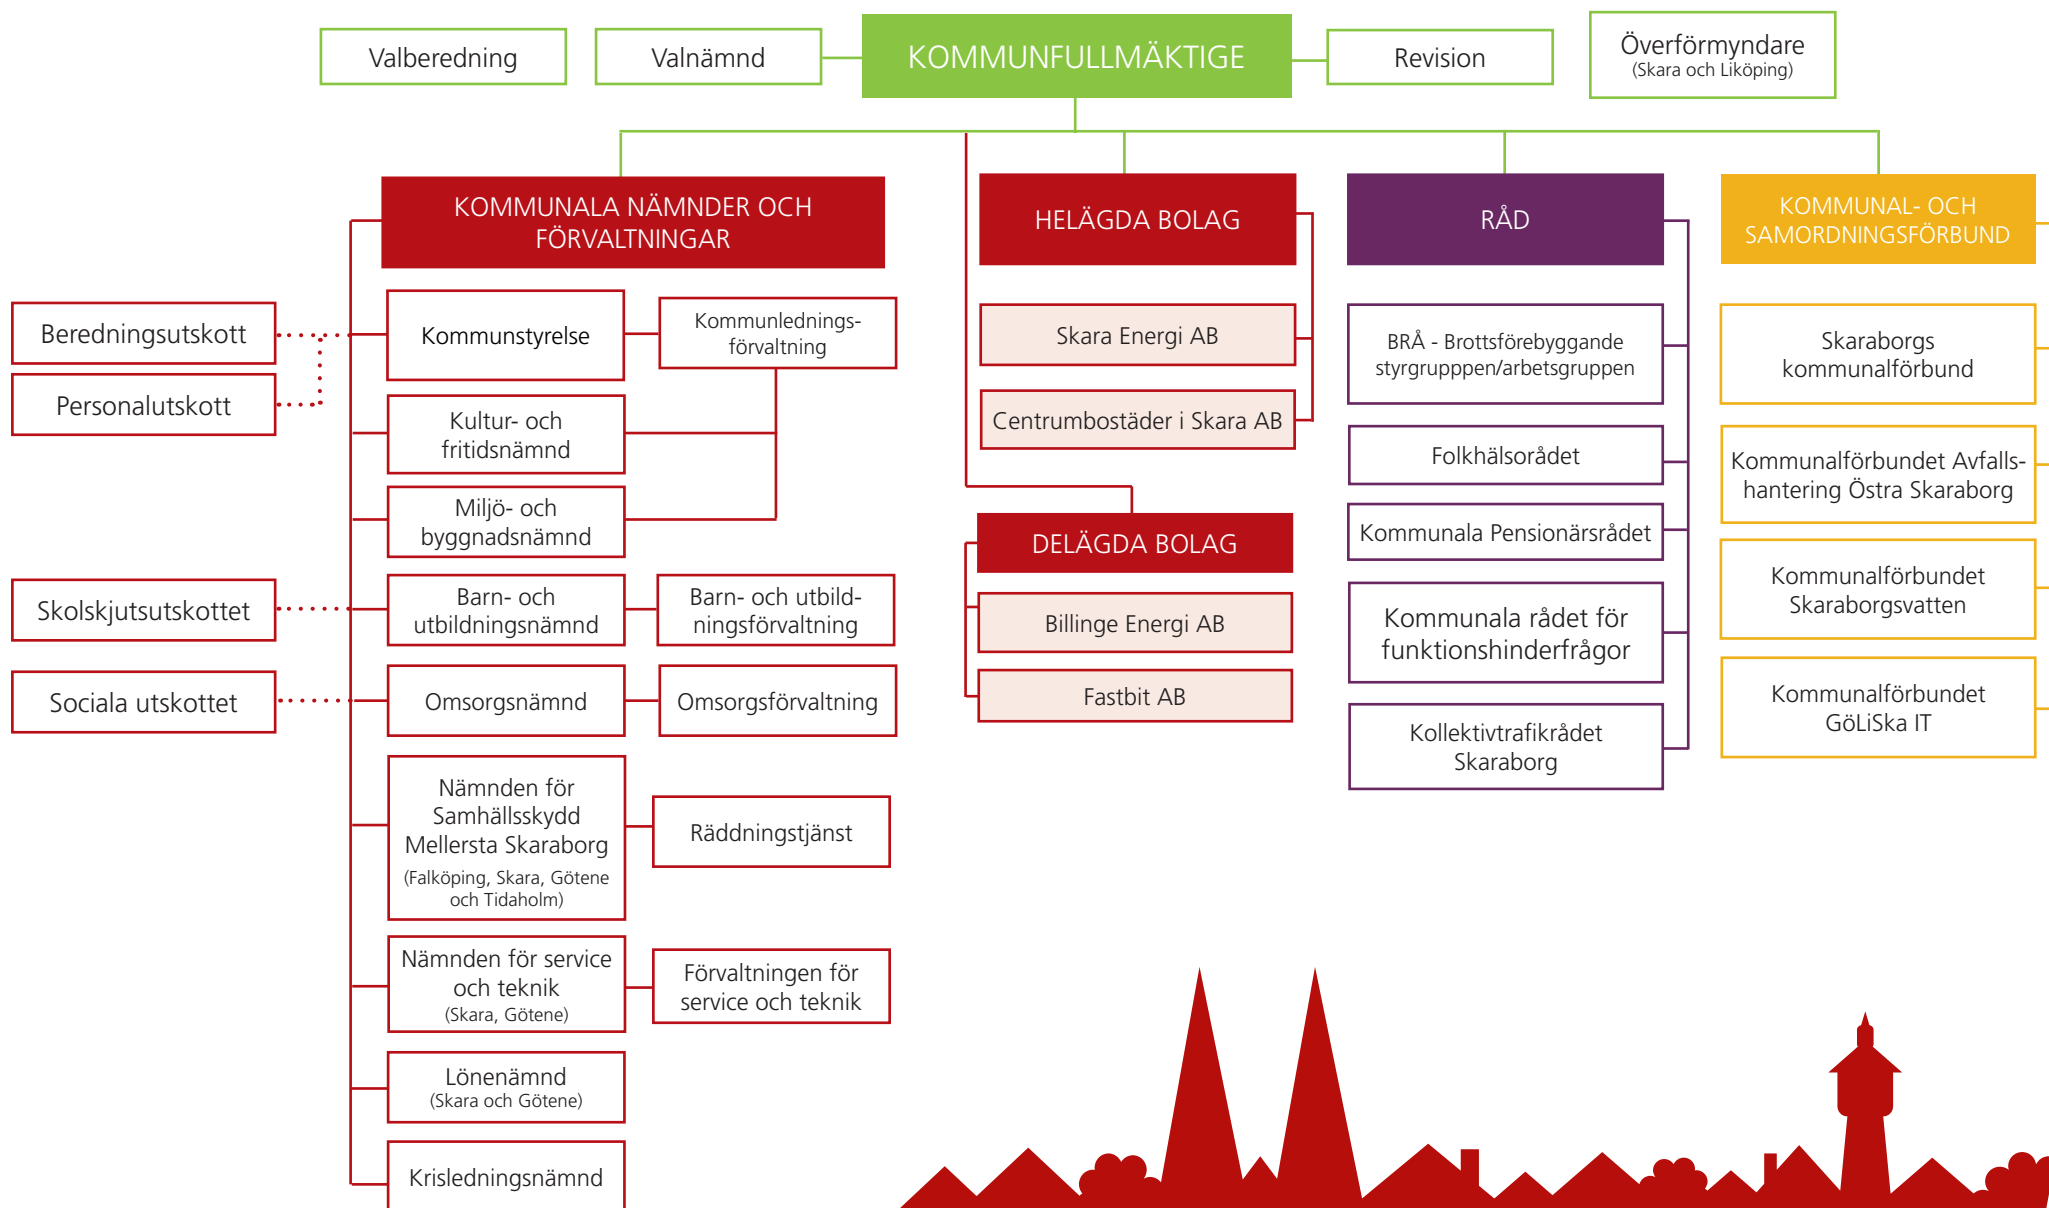 Valberedning
Valnämnd
KOMMUNFULLMÄKTIGE
Revision
Överförmyndare
(Skara och Liköping)
KOMMUNALA NÄMNDER OCH
FÖRVALTNINGAR
Beredningsutskott
Personalutskott
Skolskjutsutskottet
Sociala utskottet
Kommunstyrelse
Kommunlednings-
förvaltning
Kultur- och
fritidsnämnd
Miljö- och
byggnadsnämnd
Barn- och
utbildningsnämnd
Barn- och utbild-
ningsförvaltning
Omsorgsnämnd
Omsorgsförvaltning
Nämnden för
Samhällsskydd
Mellersta Skaraborg
(Falköping, Skara, Götene
och Tidaholm)
Räddningstjänst
Nämnden för service
och teknik
(Skara, Götene)
Förvaltningen för
service och teknik
Lönenämnd
(Skara och Götene)
Krisledningsnämnd
HELÄGDA BOLAG
Skara Energi AB
Centrumbostäder i Skara AB
DELÄGDA BOLAG
Billinge Energi AB
Fastbit AB
RÅD
BRÅ - Brottsförebyggande
styrgrupppen/arbetsgruppen
Folkhälsorådet
Kommunala Pensionärsrådet
Kommunala rådet för
funktionshinderfrågor
Kollektivtrafikrådet
Skaraborg
KOMMUNAL- OCH
SAMORDNINGSFÖRBUND
Skaraborgs
kommunalförbund
Kommunalförbundet Avfalls-
hantering Östra Skaraborg
Kommunalförbundet
Skaraborgsvatten
Kommunalförbundet
GöLiSka IT